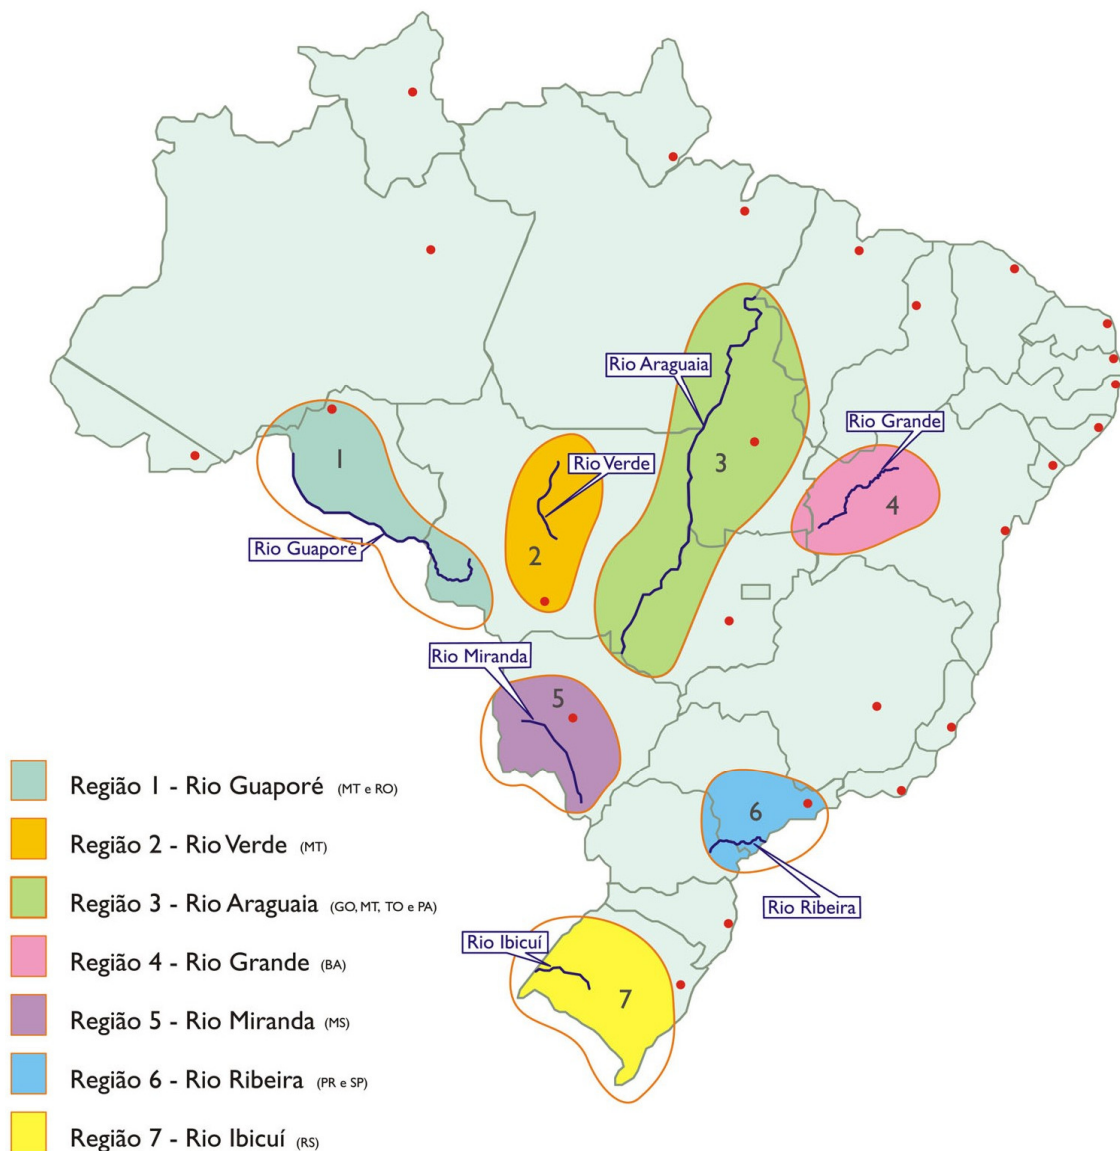 Rio Araguaia
Rio Grande
1
3
Rio Verde
4
Rio Guaporé
2
Rio Miranda
5
6
Rio Ribeira
Rio Ibicuí
7
Região 1 - Rio Guaporé (MT e RO)
Região 2 - Rio Verde (MT)
Região 3 - Rio Araguaia (GO, MT, TO e PA)
Região 4 - Rio Grande (BA)
Região 5 - Rio Miranda (MS)
Região 6 - Rio Ribeira (PR e SP)
Região 7 - Rio Ibicuí (RS)